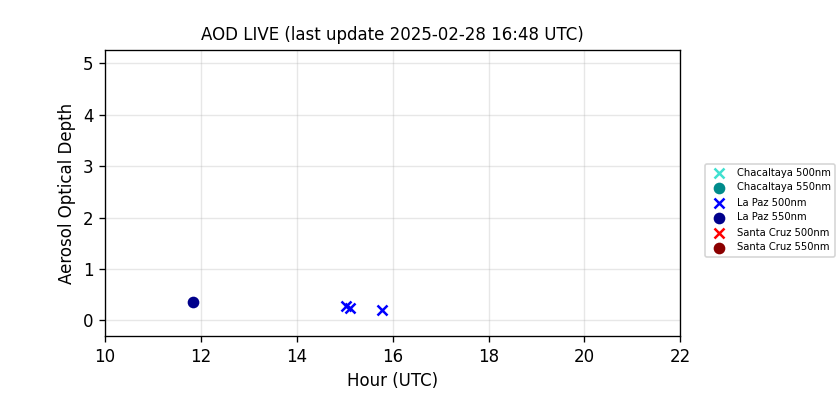 AOD LIVE (last update 2025-02-28 16:48 UTC)
Aerosol Optical Depth
5
4
3
2
1
0
10 12 14 16 18 20 22
Hour (UTC)
Chacaltaya 500nm
Chacaltaya 550nm
La Paz 500nm
La Paz 550nm
Santa Cruz 500nm
Santa Cruz 550nm